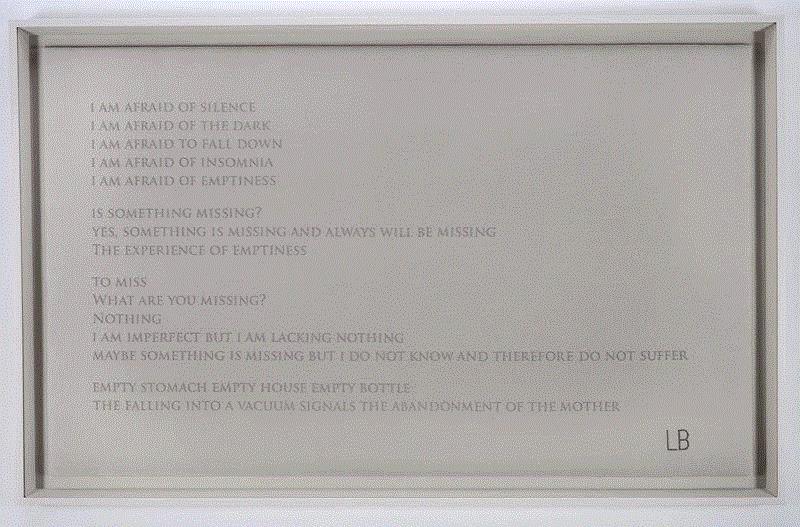 I AM AFRAID OF SILENCE
I AM AFRAID OF THE DARK
I AM AFRAID TO FALL DOWN
I AM AFRAID OF INSOMNIA
I AM AFRAID OF EMPTINESS
IS SOMETHING MISSING?
YES, SOMETHING IS MISSING AND ALWAYS WILL BE MISSING
THE EXPERIENCE OF EMPTINESS
TO MISS
WHAT ARE YOU MISSING?
NOTHING
I AM IMPERFECT BUT I AM LACKING NOTHING
MAYBE SOMETHING IS MISSING BUT I DO NOT KNOW AND THEREFORE DO NOT SUFFER
EMPTY STOMACH EMPTY HOUSE EMPTY BOTTLE
THE FALLING INTO A VACUUM SIGNALS THE ABANDONMENT OF THE MOTHER
LB